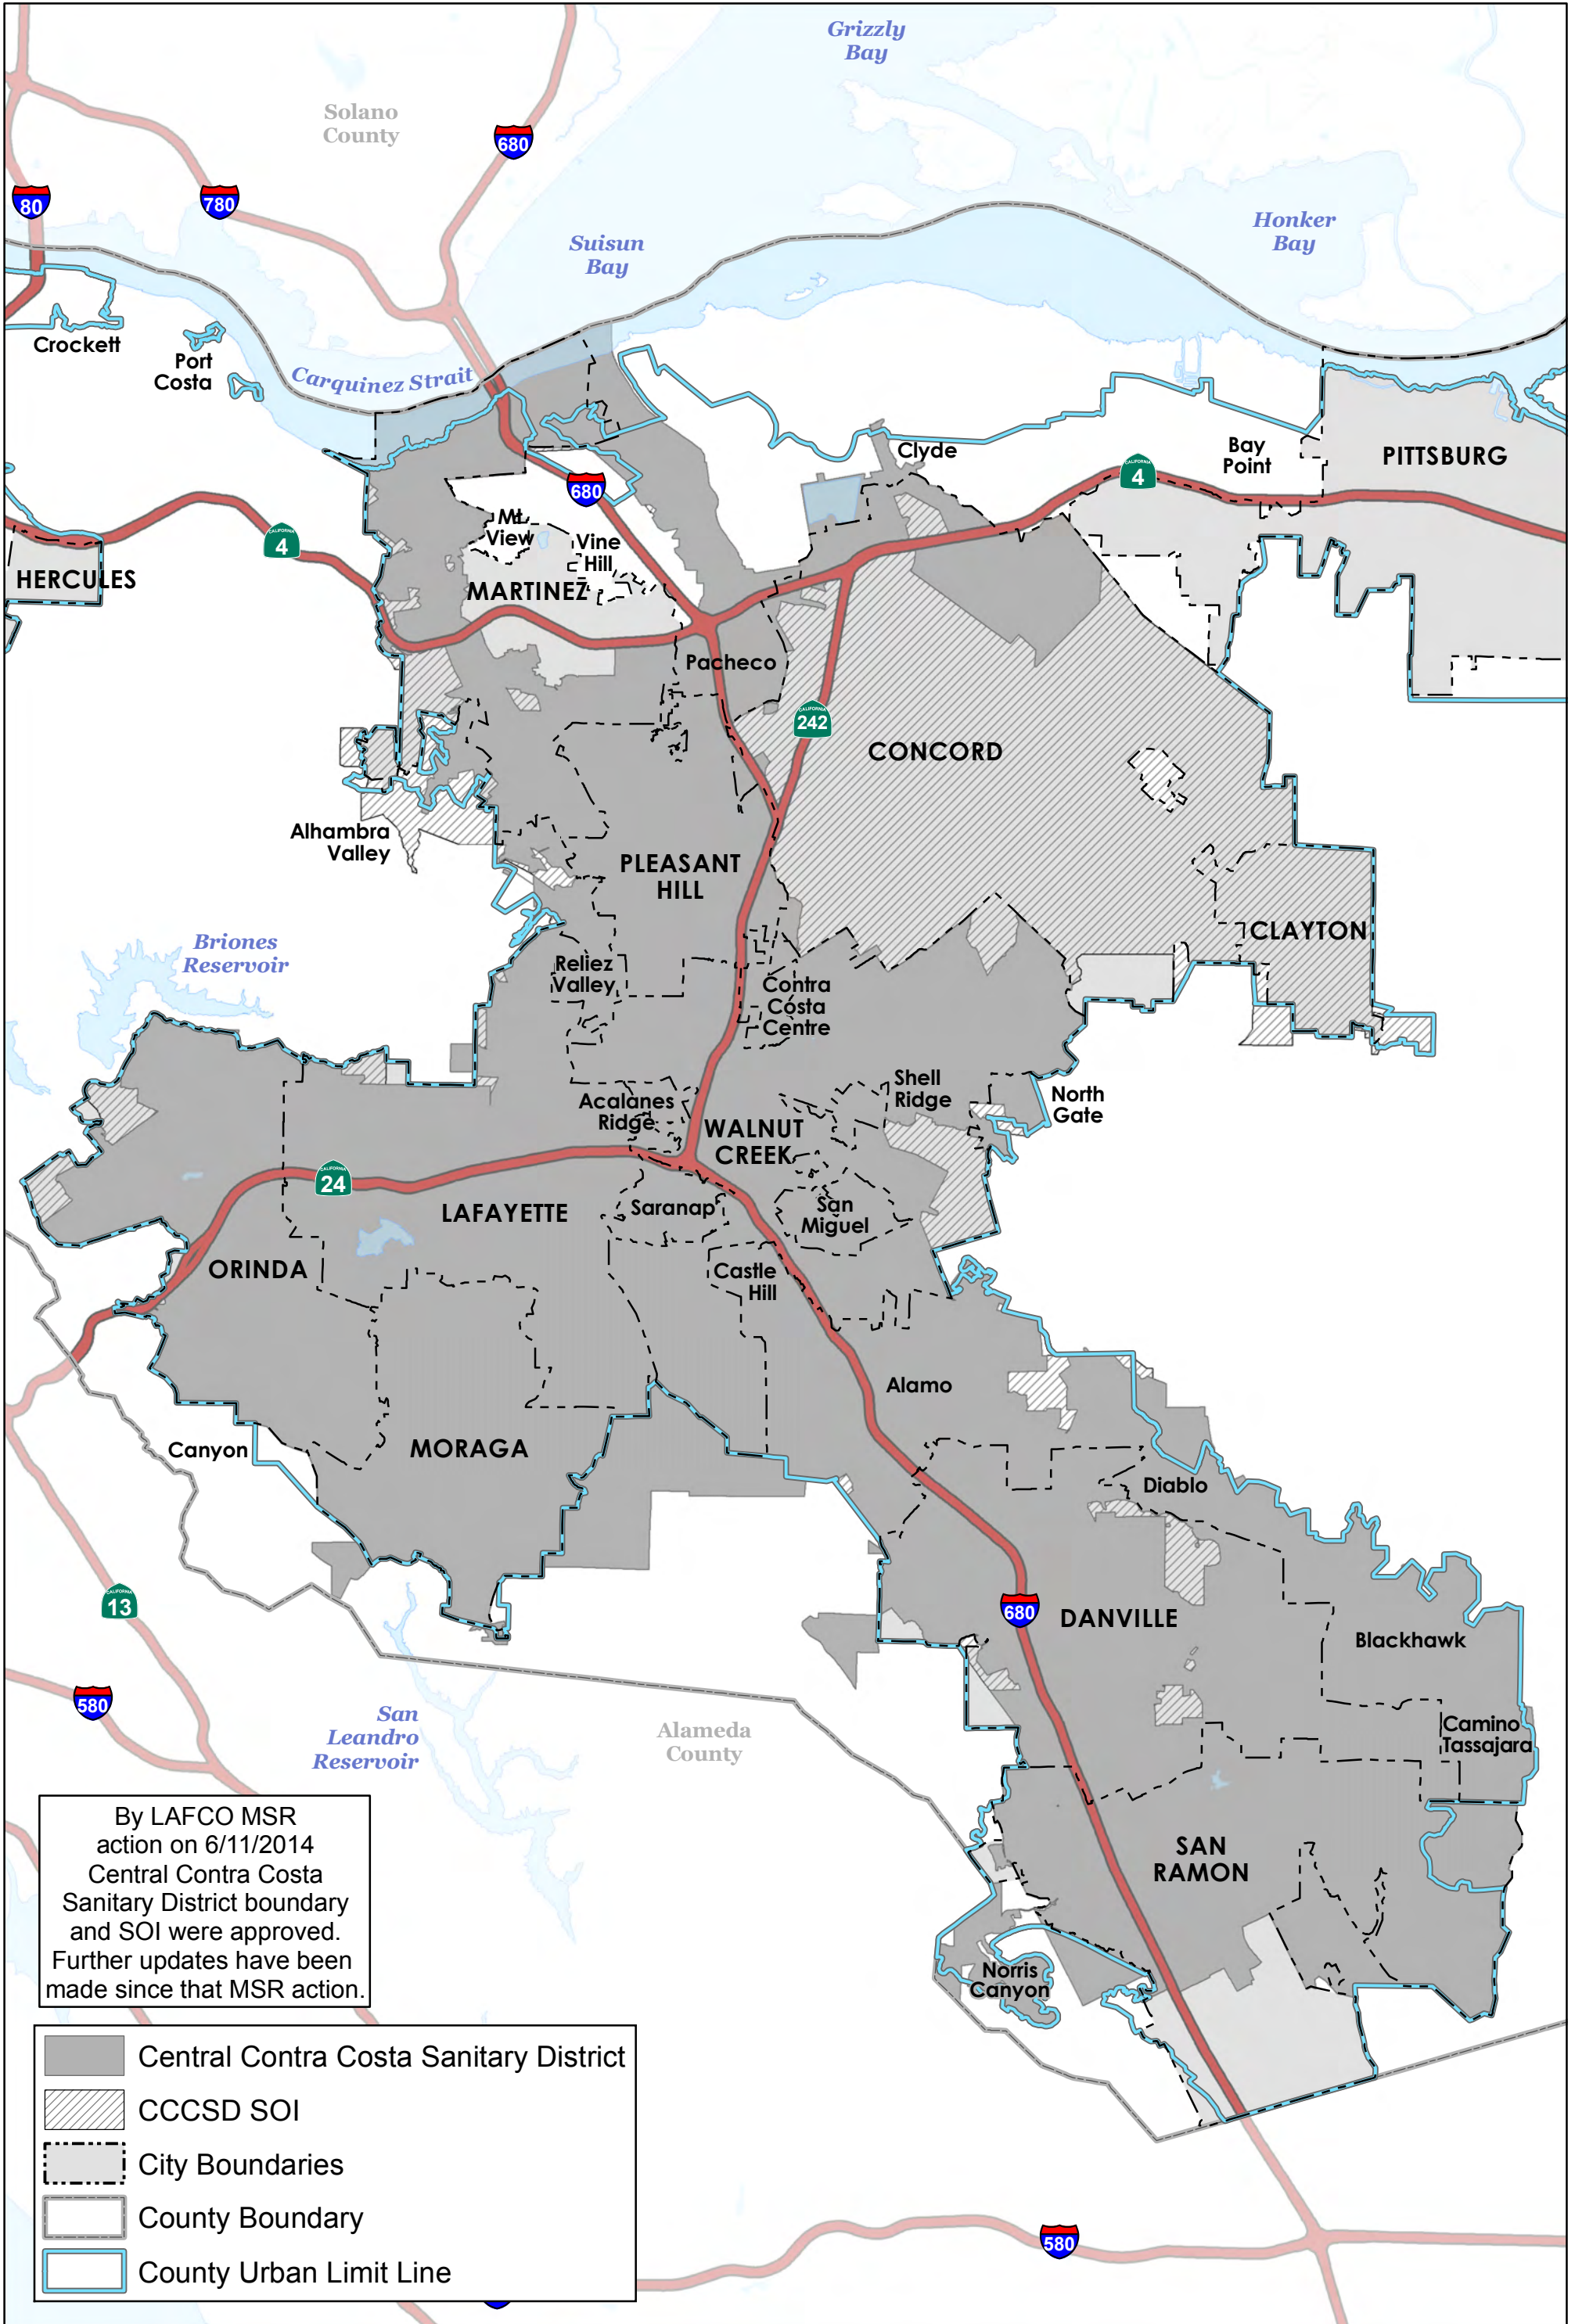 Grizzly
Bay
Solano
County
680
80
780
Honker
Bay
Suisun
Bay
Crockett
Port
Costa
Carquinez Strait
Clyde
Bay
Point
PITTSBURG
CALIFORNIA
4
680
Mt
View
Vine
Hill
CALIFORNIA
4
HERCULES
MARTINEZ
Pacheco
CALIFORNIA
242
CONCORD
Alhambra
Valley
PLEASANT
HILL
CLAYTON
Briones
Reservoir
Reliez
Valley
Contra
Costa
Centre
Shell
Ridge
North
Gate
Acalanes
Ridge
WALNUT
CREEK
CALIFORNIA
24
LAFAYETTE
Saranap
San
Miguel
ORINDA
Castle
Hill
Alamo
Canyon
MORAGA
Diablo
CALIFORNIA
13
680
DANVILLE
Blackhawk
580
San
Leandro
Reservoir
Alameda
County
Camino
Tassajara
SAN
RAMON
Norris
Canyon
By LAFCO MSR
action on 6/11/2014
Central Contra Costa
Sanitary District boundary
and SOI were approved.
Further updates have been
made since that MSR action.
Central Contra Costa Sanitary District
CCCSD SOI
City Boundaries
County Boundary
County Urban Limit Line
580